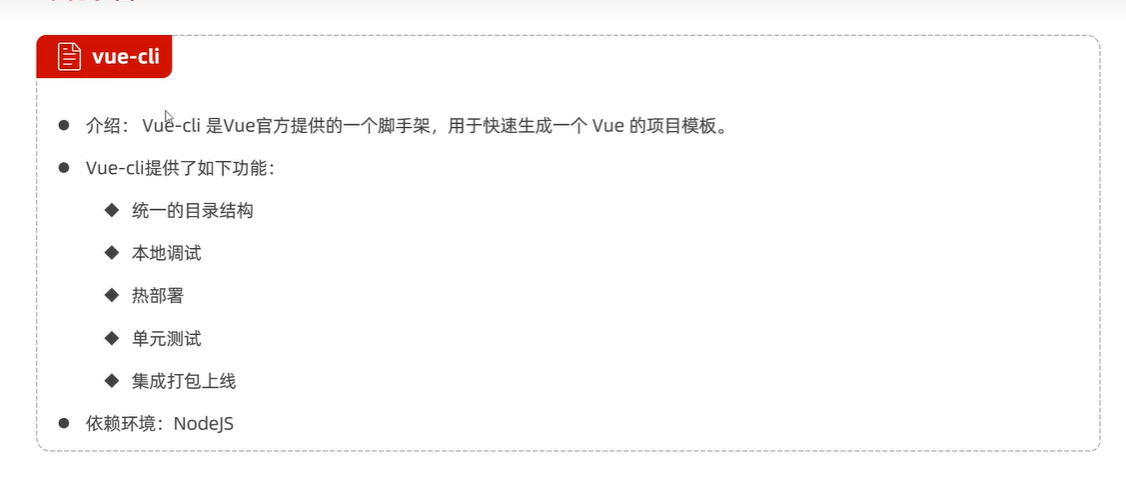 vue-cli
介绍： Vue-cli 是Vue官方提供的一个脚手架，用于快速生成一个 Vue 的项目模板。
Vue-cli提供了如下功能：
统一的目录结构
本地调试
热部署
单元测试
集成打包上线
依赖环境：NodeJS